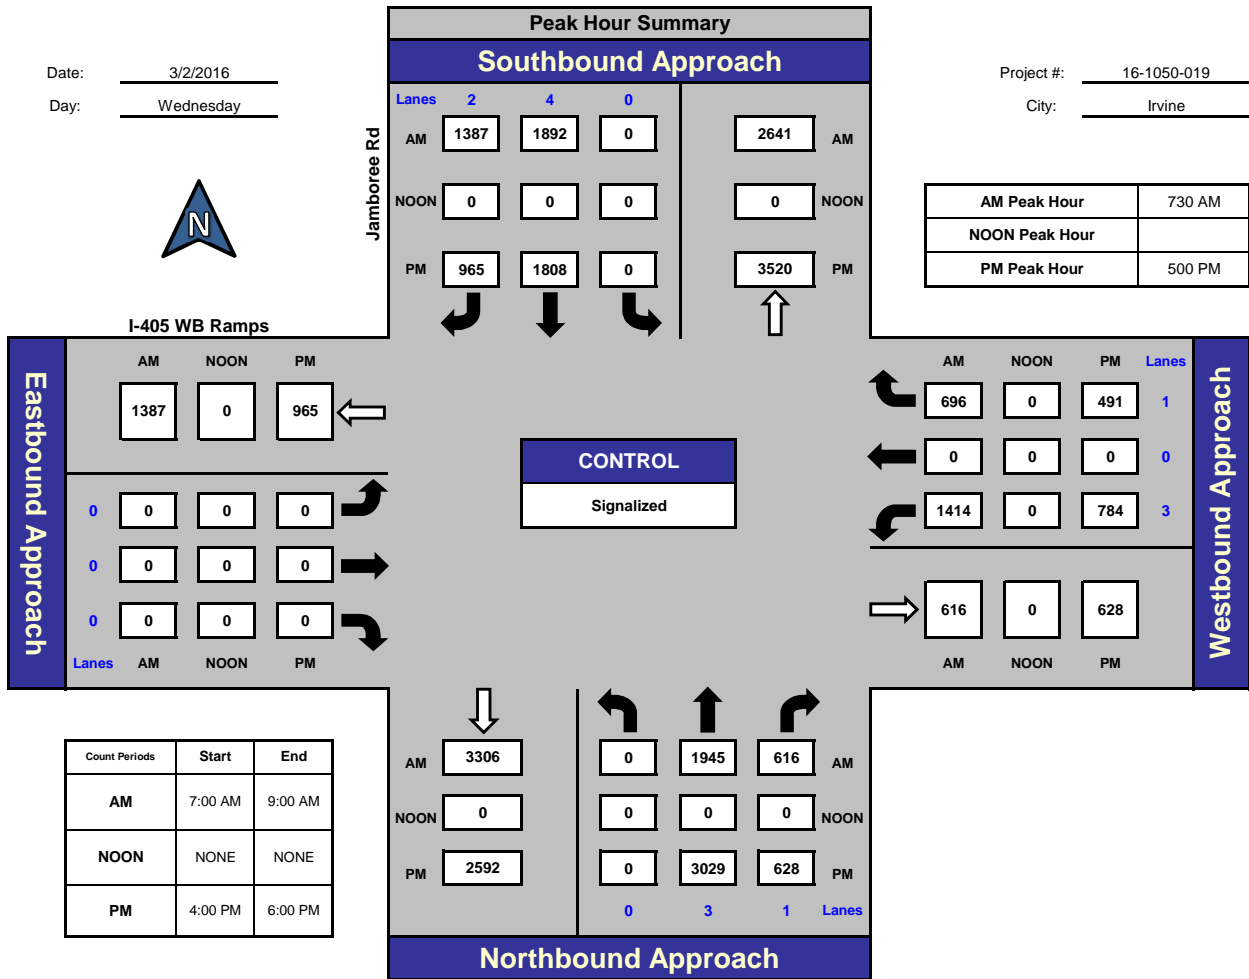 Peak Hour Summary
Southbound Approach
Date: 3/2/2016
Day: Wednesday
Project #: 16-1050-019
City: Irvine
N
Jamboree Rd
Lanes 2 4 0
AM 1387 1892 0 2641 AM
NOON 0 0 0 0 NOON
PM 965 1808 0 3520 PM
AM Peak Hour 730 AM
NOON Peak Hour
PM Peak Hour 500 PM
I-405 WB Ramps
Eastbound Approach
AM NOON PM
1387 0 965
0 0 0 0
0 0 0 0
0 0 0 0
Lanes AM NOON PM
CONTROL
Signalized
AM NOON PM Lanes
696 0 491 1
0 0 0 0
1414 0 784 3
616 0 628
AM NOON PM
Westbound Approach
Count Periods Start End
AM 7:00 AM 9:00 AM
NOON NONE NONE
PM 4:00 PM 6:00 PM
AM 3306 0 1945 616 AM
NOON 0 0 0 0 NOON
PM 2592 0 3029 628 PM
0 3 1 Lanes
Northbound Approach